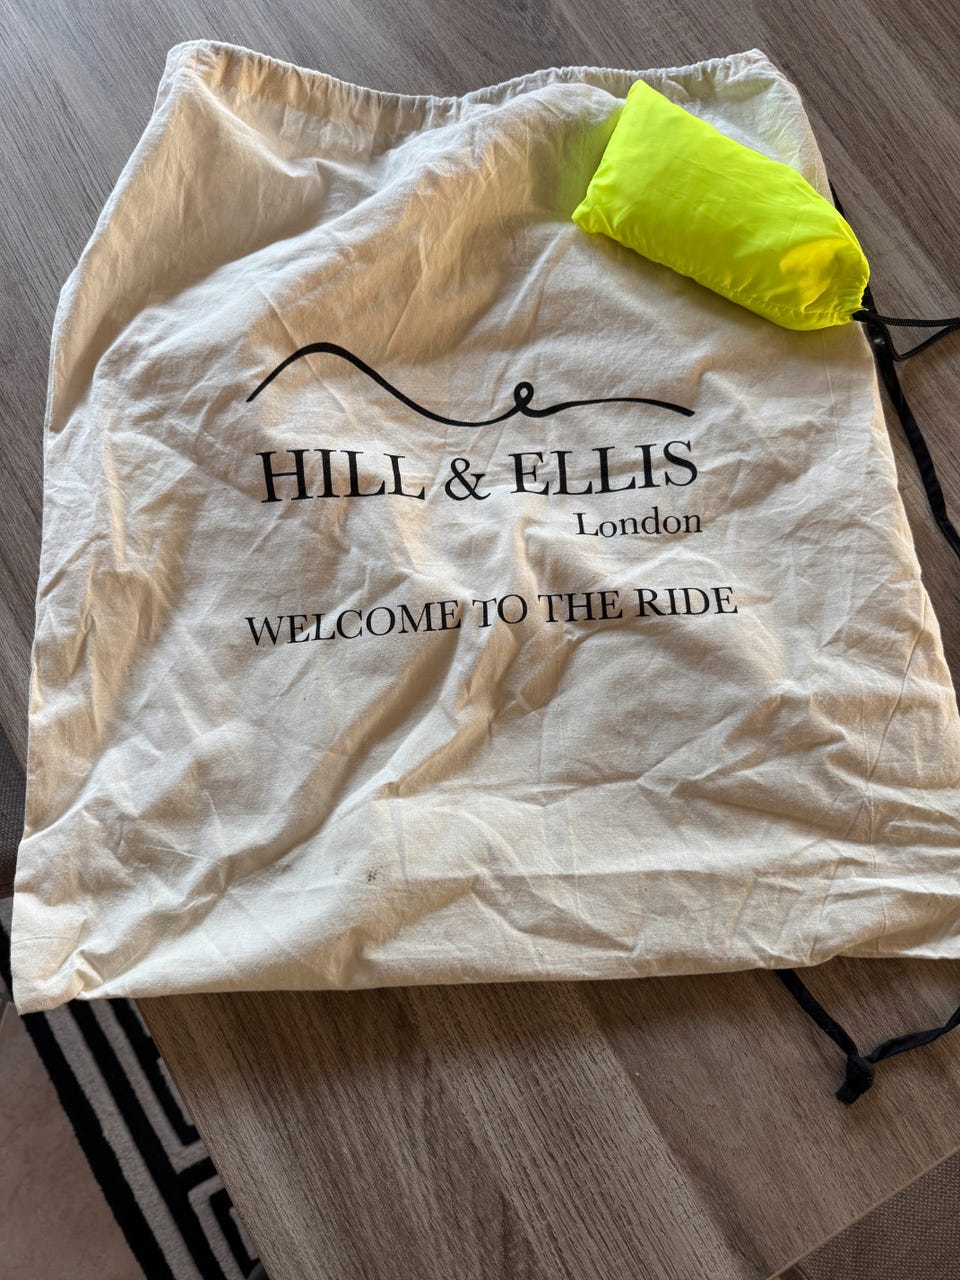 HILL & ELLIS
London
WELCOME TO THE RIDE